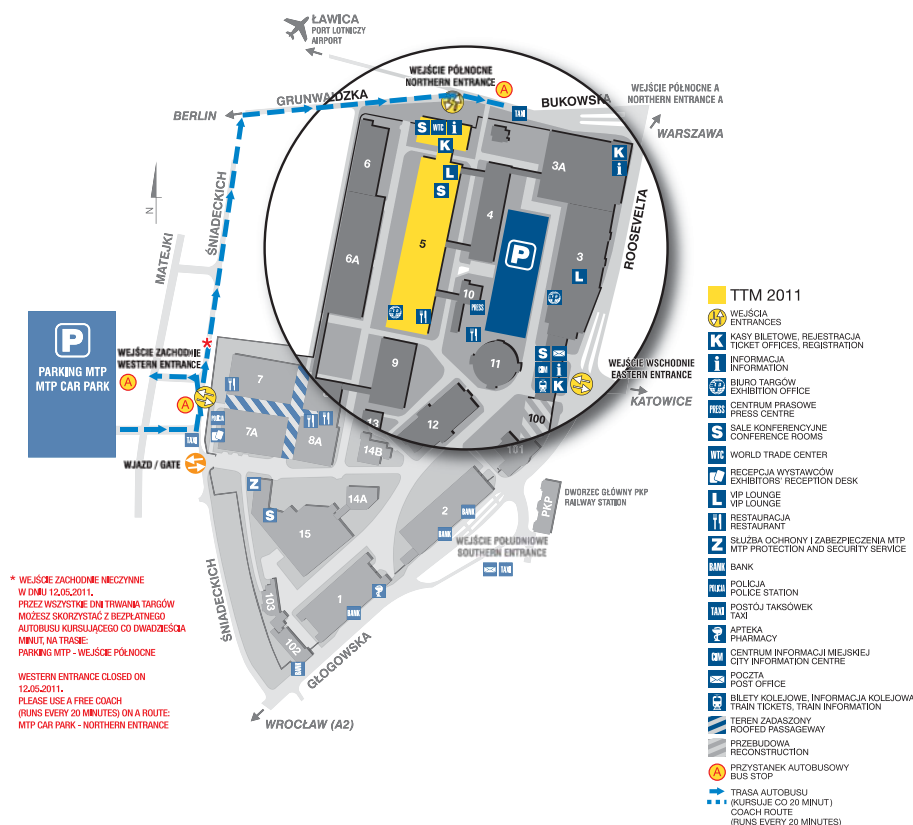 ŁAWICA
PORT LOTNICZY
AIRPORT
WEJŚCIE PÓŁNOCNE
NORTHERN ENTRANCE
A
GRUNWALDZKA
BERLIN
BUKOWSKA
TAXI
WEJŚCIE PÓŁNOCNE A
NORTHERN ENTRANCE A
WARSZAWA
S WTC i
K
L
S
3A
K
i
6
6A
5
4
P
3
L
10
PRESS
9
11
S
CIM i
K
ROOSEVELTA
WEJŚCIE WSCHODNIE
EASTERN ENTRANCE
KATOWICE
N
MATEJKI
ŚNIADECKICH
P
PARKING MTP
MTP CAR PARK
WEJŚCIE ZACHODNIE
WESTERN ENTRANCE
*
A
A
TAXI
WJAZD / GATE
7
POLICJA
7A
8A
13
14B
12
100
101
Z
S
14A
15
2
BANK
BANK
PKP
DWORZEC GŁÓWNY PKP
RAILWAY STATION
WEJŚCIE POŁUDNIOWE
SOUTHERN ENTRANCE
TAXI
ŚNIADECKICH
103
102
1
BANK
BANK
GŁOGOWSKA
WROCŁAW (A2)
* WEJŚCIE ZACHODNIE NIECZYNNE
W DNIU 12.05.2011.
PRZEZ WSZYSTKIE DNI TRWANIA TARGÓW
MOŻESZ SKORZYSTAĆ Z BEZPŁATNEGO
AUTOBUSU KURSUJĄCEGO CO DWADZIEŚCIA
MINUT, NA TRASIE:
PARKING MTP - WEJŚCIE PÓŁNOCNE
WESTERN ENTRANCE CLOSED ON
12.05.2011.
PLEASE USE A FREE COACH
(RUNS EVERY 20 MINUTES) ON A ROUTE:
MTP CAR PARK - NORTHERN ENTRANCE
TTM 2011
WEJŚCIA
ENTRANCES
K KASY BILETOWE, REJESTRACJA
TICKET OFFICES, REGISTRATION
i INFORMACJA
INFORMATION
BIURO TARGÓW
EXHIBITION OFFICE
PRESS CENTRUM PRASOWE
PRESS CENTRE
S SALE KONFERENCYJNE
CONFERENCE ROOMS
WTC WORLD TRADE CENTER
RECEPCJA WYSTAWCÓW
EXHIBITORS' RECEPTION DESK
L VIP LOUNGE
VIP LOUNGE
RESTAURACJA
RESTAURANT
Z SŁUŻBA OCHRONY I ZABEZPIECZENIA MTP
MTP PROTECTION AND SECURITY SERVICE
BANK BANK
POLICJA POLICJA
POLICE STATION
TAXI POSTÓJ TAKSÓWEK
TAXI
APTEKA
PHARMACY
CIM CENTRUM INFORMACJI MIEJSKIEJ
CITY INFORMATION CENTRE
POCZTA
POST OFFICE
BILETY KOLEJOWE, INFORMACJA KOLEJOWA
TRAIN TICKETS, TRAIN INFORMATION
TEREN ZADASZONY
ROOFED PASSAGEWAY
PRZEBUDOWA
RECONSTRUCTION
A PRZYSTANEK AUTOBUSOWY
BUS STOP
TRASA AUTOBUSU
(KURSUJE CO 20 MINUT)
COACH ROUTE
(RUNS EVERY 20 MINUTES)